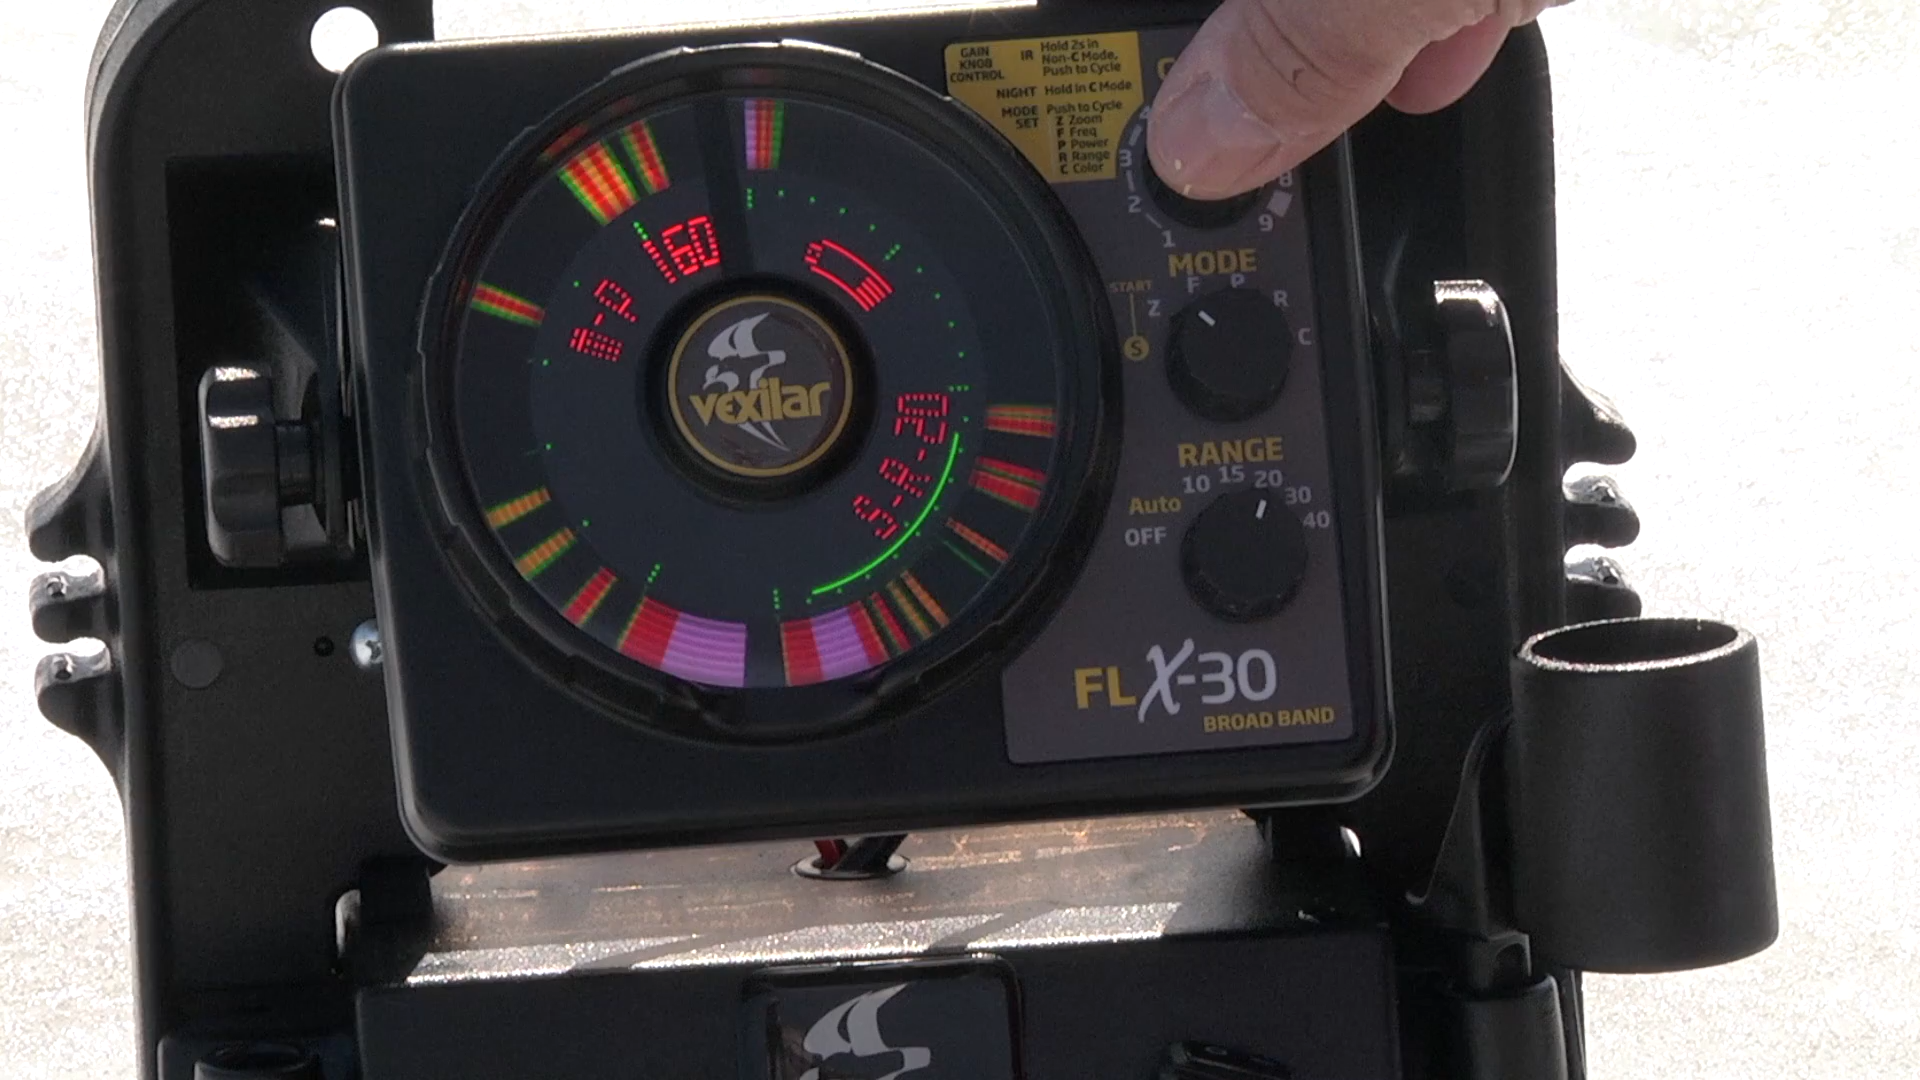 GAIN
KNOB
CONTROL
IR Hold 2s in
Non-C Mode,
Push to Cycle
NIGHT Hold in C Mode
MODE
SET
Push to Cycle
Z Zoom
F Freq
P Power
R Range
C Color
3
2
1
8
9
MODE
START
S
Z
F
P
R
C
RANGE
OFF
Auto
10
15
20
30
40
FLX-30
BROAD BAND
vexilar
160